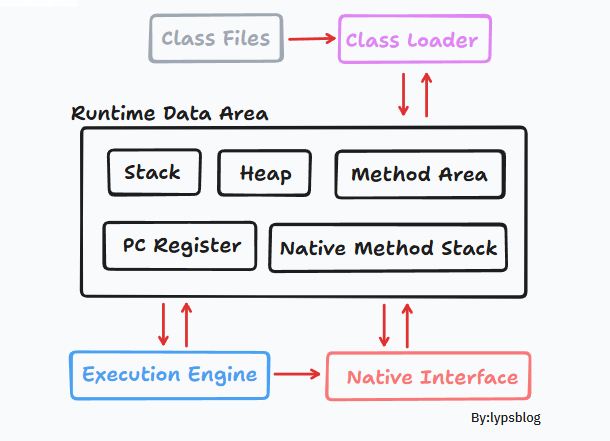 Class Files
Class Loader
Runtime Data Area
Stack
Heap
Method Area
PC Register
Native Method Stack
Execution Engine
Native Interface
By:lypsblog